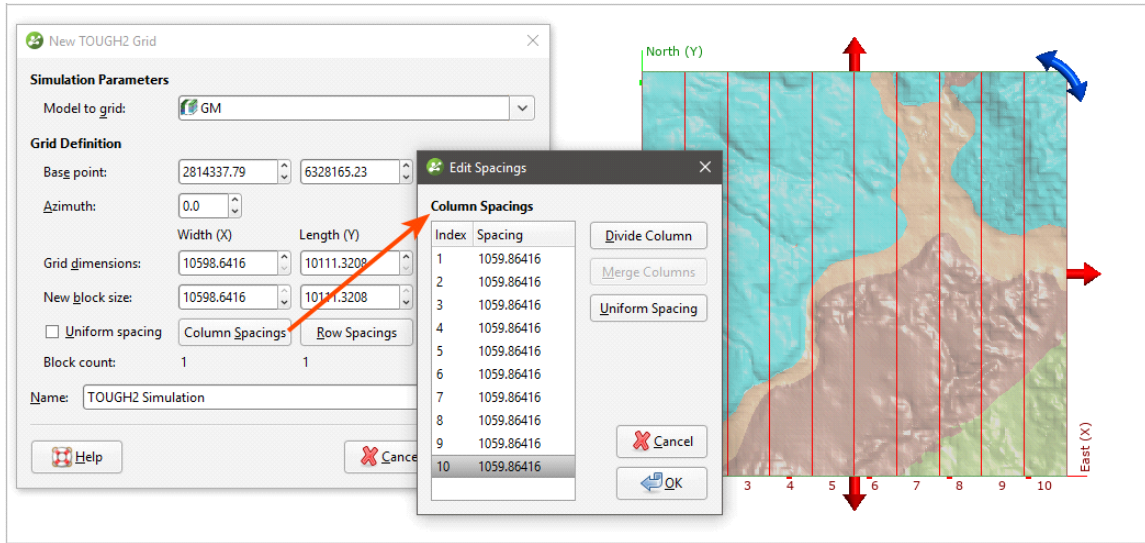 New TOUGH2 Grid
Simulation Parameters
Model to grid:
GM
Grid Definition
Base point:
2814337.79
6328165.23
Azimuth:
0.0
Width (X)
Length (Y)
Grid dimensions:
10598.6416
10111.3208
New block size:
10598.6416
10111.3208
Uniform spacing
Column Spacings
Row Spacings
Block count:
1
1
Name:
TOUGH2 Simulation
Help
Edit Spacings
Column Spacings
Index Spacing
1 1059.86416
2 1059.86416
3 1059.86416
4 1059.86416
5 1059.86416
6 1059.86416
7 1059.86416
8 1059.86416
9 1059.86416
10 1059.86416
Divide Column
Merge Columns
Uniform Spacing
Cancel
OK
North (Y)
East (X)
3 4 5 6 7 8 9 10